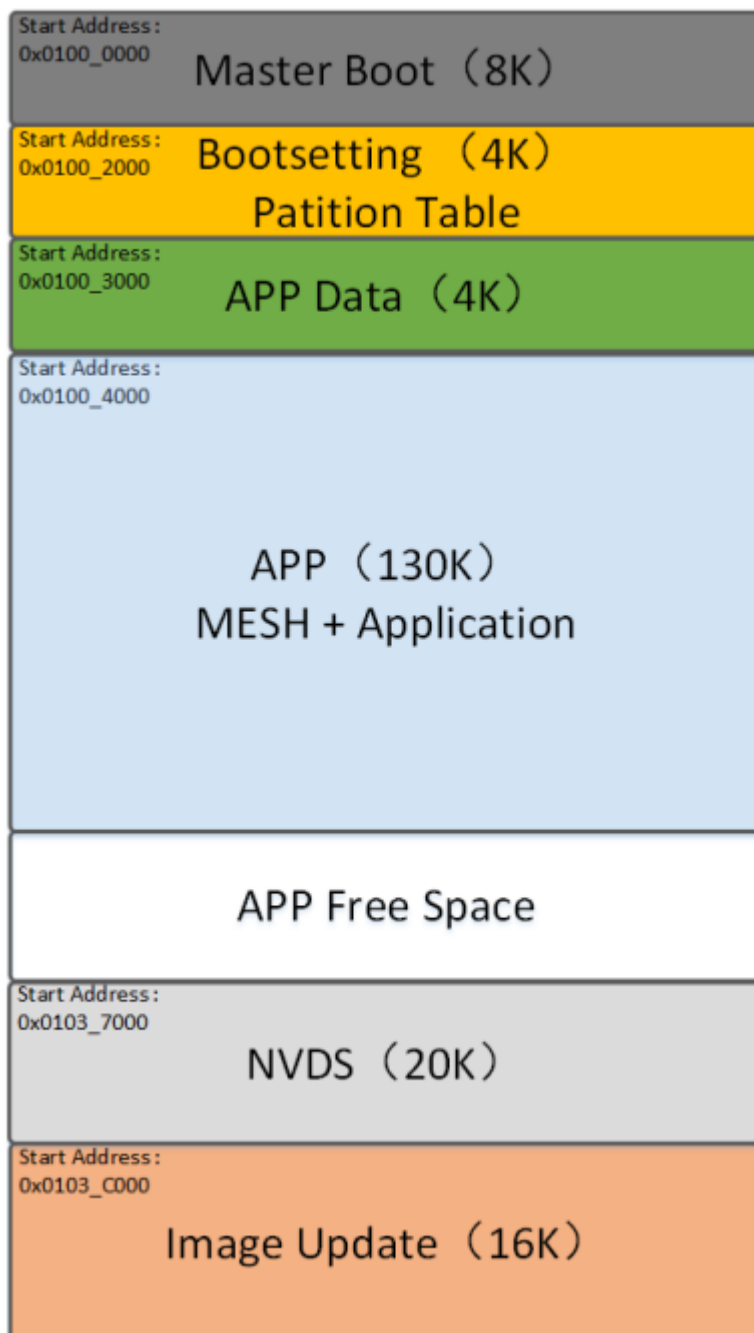 Start Address:
0x0100_0000
Master Boot（8K）
Start Address:
0x0100_2000
Bootsetting （4K）
Patition Table
Start Address:
0x0100_3000
APP Data（4K）
Start Address:
0x0100_4000
APP（130K）
MESH + Application
APP Free Space
Start Address:
0x0103_7000
NVDS（20K）
Start Address:
0x0103_C000
Image Update（16K）